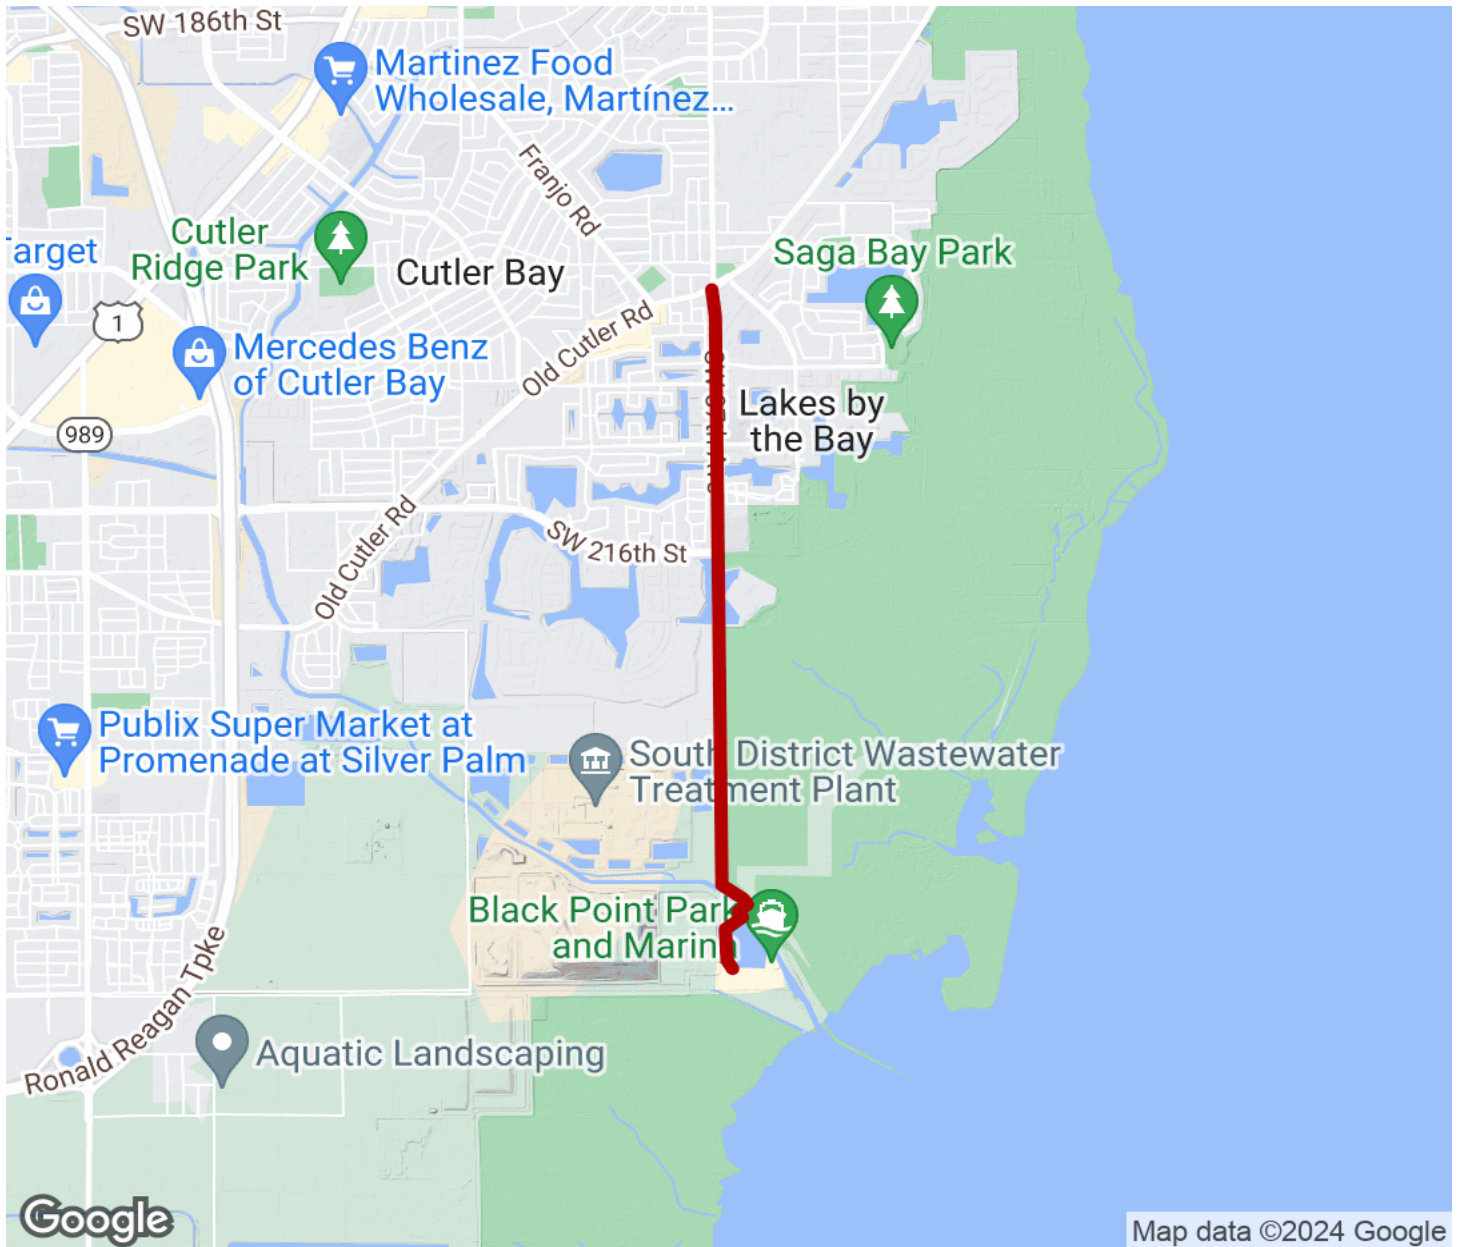 SW 186th St
Martinez Food
Wholesale, Martínez...
Franjo Rd
Cutler
Ridge Park
Saga Bay Park
Cutler Bay
arget
1
Old Cutler Rd
Mercedes Benz
of Cutler Bay
Lakes by
the Bay
989
Old Cutler Rd
SW 216th St
Publix Super Market at
Promenade at Silver Palm
South District Wastewater
Treatment Plant
Black Point Park
and Marina
Ronald Reagan Tpke
Aquatic Landscaping
Google
Map data ©2024 Google